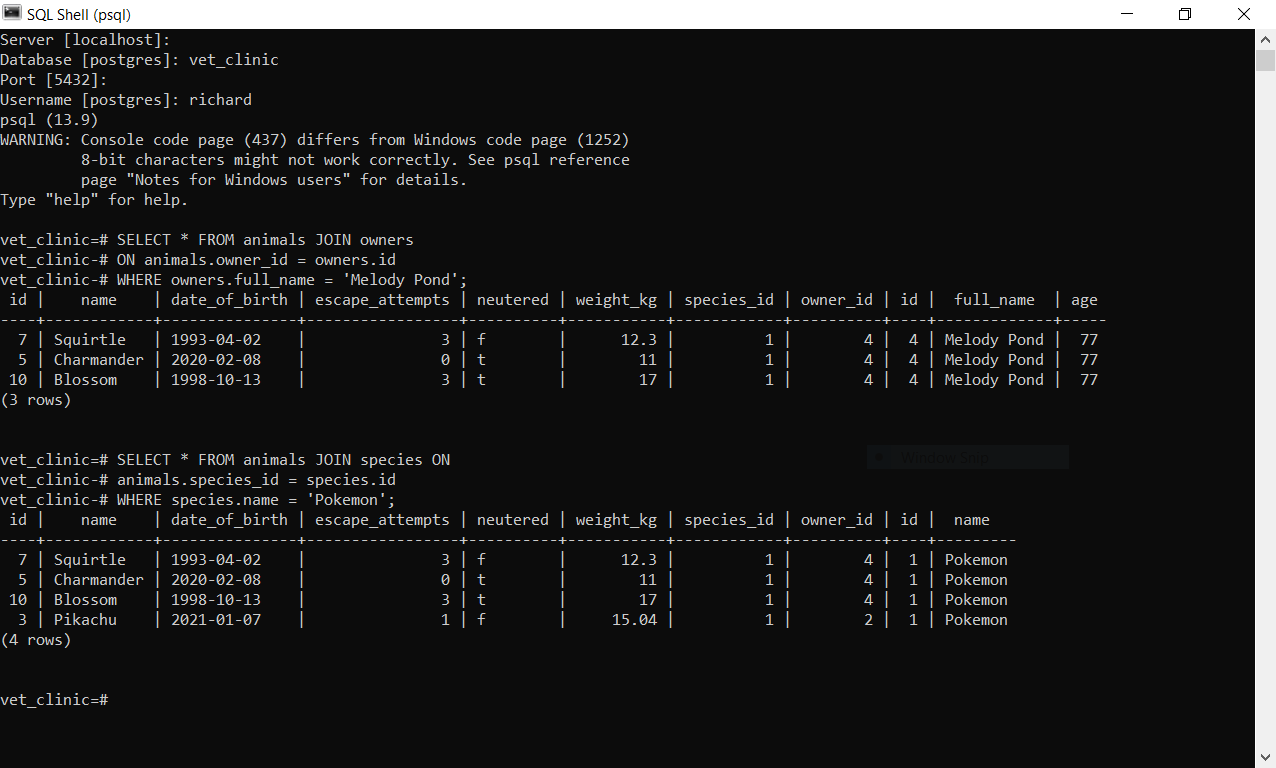 SQL Shell (psql)
Server [localhost]:
Database [postgres]: vet_clinic
Port [5432]:
Username [postgres]: richard
psql (13.9)
WARNING: Console code page (437) differs from Windows code page (1252)
         8-bit characters might not work correctly. See psql reference
         page "Notes for Windows users" for details.
Type "help" for help.

vet_clinic=# SELECT * FROM animals JOIN owners
vet_clinic-# ON animals.owner_id = owners.id
vet_clinic-# WHERE owners.full_name = 'Melody Pond';
 id |    name    | date_of_birth | escape_attempts | neutered | weight_kg | species_id | owner_id | id |  full_name  | age
----+------------+---------------+-----------------+----------+-----------+------------+----------+----+-------------+-----
  7 | Squirtle   | 1993-04-02    |               3 | f        |      12.3 |          1 |        4 |  4 | Melody Pond |  77
  5 | Charmander | 2020-02-08    |               0 | t        |        11 |          1 |        4 |  4 | Melody Pond |  77
 10 | Blossom    | 1998-10-13    |               3 | t        |        17 |          1 |        4 |  4 | Melody Pond |  77
(3 rows)

vet_clinic=# SELECT * FROM animals JOIN species ON
Window Snip
vet_clinic-# animals.species_id = species.id
vet_clinic-# WHERE species.name = 'Pokemon';
 id |    name    | date_of_birth | escape_attempts | neutered | weight_kg | species_id | owner_id | id |  name
----+------------+---------------+-----------------+----------+-----------+------------+----------+----+---------
  7 | Squirtle   | 1993-04-02    |               3 | f        |      12.3 |          1 |        4 |  1 | Pokemon
  5 | Charmander | 2020-02-08    |               0 | t        |        11 |          1 |        4 |  1 | Pokemon
 10 | Blossom    | 1998-10-13    |               3 | t        |        17 |          1 |        4 |  1 | Pokemon
  3 | Pikachu    | 2021-01-07    |               1 | f        |     15.04 |          1 |        2 |  1 | Pokemon
(4 rows)

vet_clinic=#